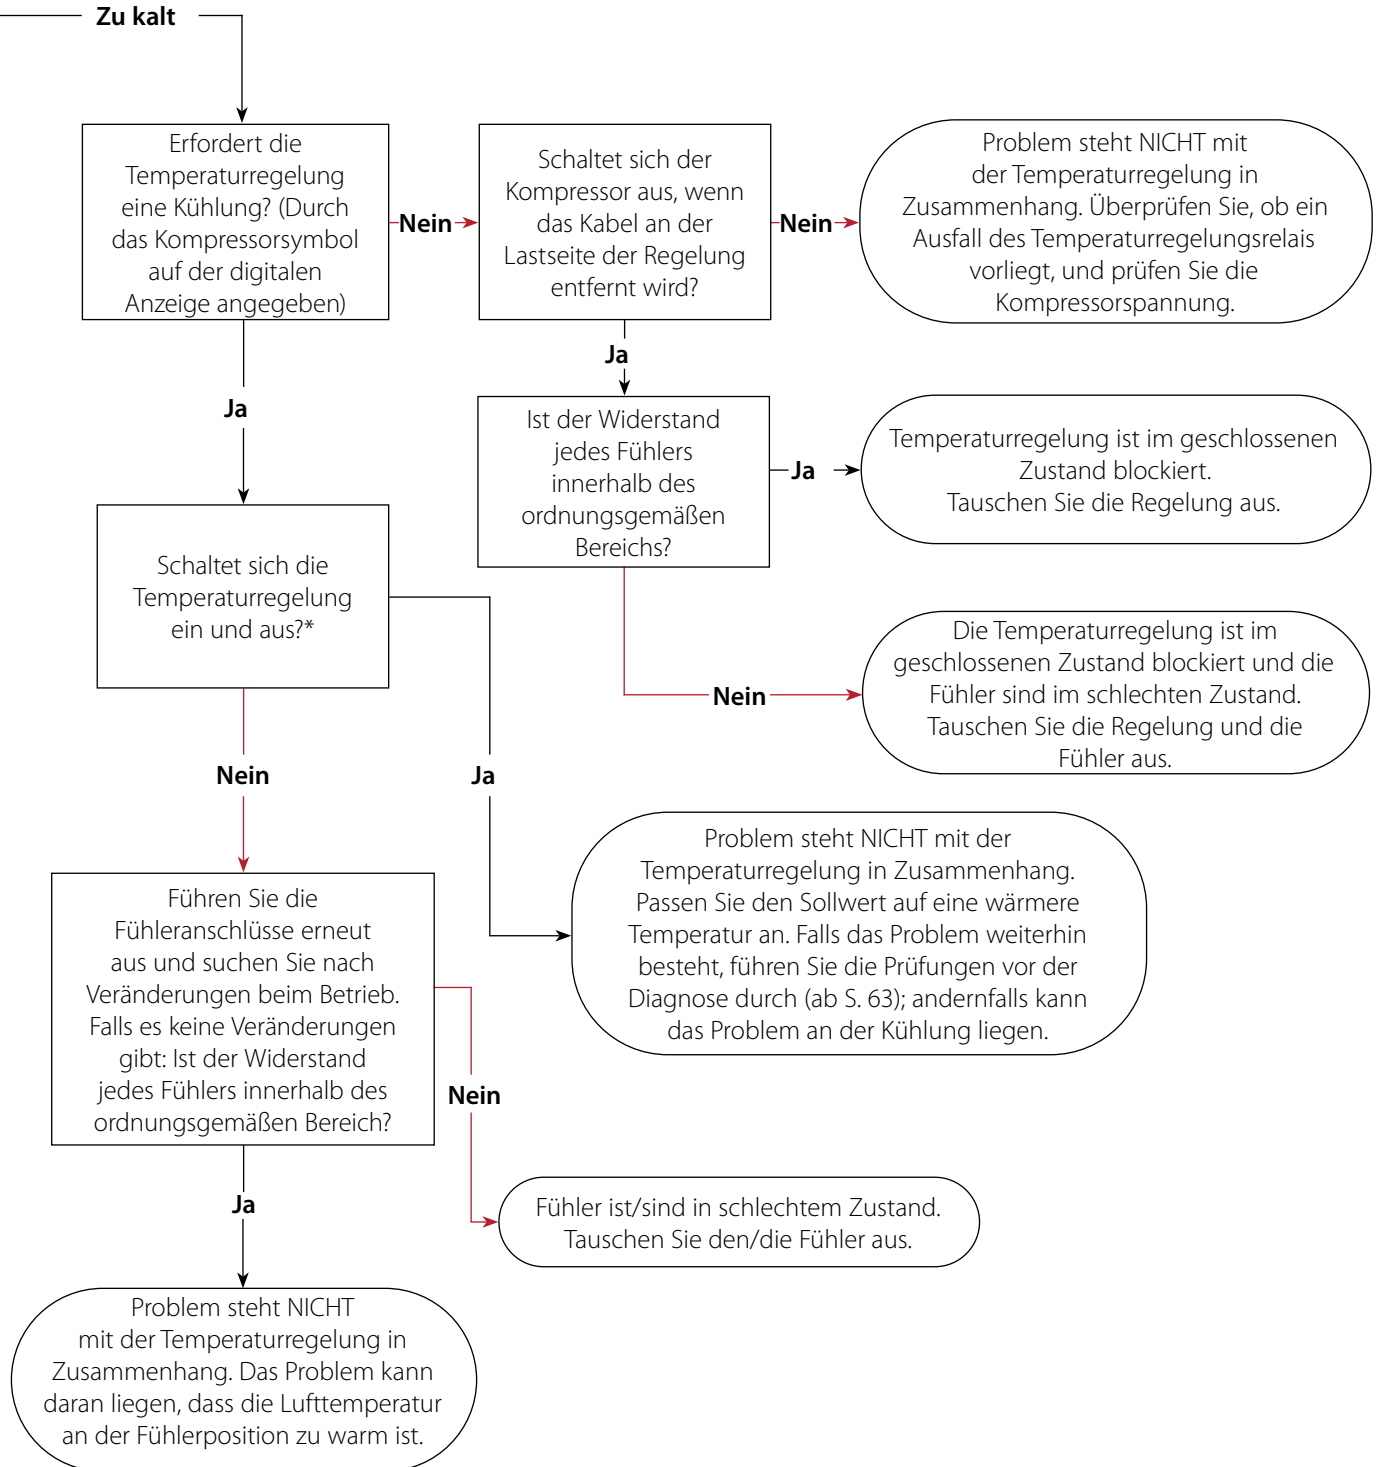 Zu kalt
Erfordert die
Temperaturregelung
eine Kühlung? (Durch
das Kompressorsymbol
auf der digitalen
Anzeige angegeben)
Nein
Schaltet sich der
Kompressor aus, wenn
das Kabel an der
Lastseite der Regelung
entfernt wird?
Nein
Problem steht NICHT mit
der Temperaturregelung in
Zusammenhang. Überprüfen Sie, ob ein
Ausfall des Temperaturregelungsrelais
vorliegt, und prüfen Sie die
Kompressorspannung.
Ja
Ist der Widerstand
jedes Fühlers
innerhalb des
ordnungsgemäßen
Bereichs?
Ja
Temperaturregelung ist im geschlossenen
Zustand blockiert.
Tauschen Sie die Regelung aus.
Nein
Die Temperaturregelung ist im
geschlossenen Zustand blockiert und die
Fühler sind im schlechten Zustand.
Tauschen Sie die Regelung und die
Fühler aus.
Ja
Schaltet sich die
Temperaturregelung
ein und aus?*
Ja
Problem steht NICHT mit der
Temperaturregelung in Zusammenhang.
Passen Sie den Sollwert auf eine wärmere
Temperatur an. Falls das Problem weiterhin
besteht, führen Sie die Prüfungen vor der
Diagnose durch (ab S. 63); andernfalls kann
das Problem an der Kühlung liegen.
Nein
Führen Sie die
Fühleranschlüsse erneut
aus und suchen Sie nach
Veränderungen beim Betrieb.
Falls es keine Veränderungen
gibt: Ist der Widerstand
jedes Fühlers innerhalb des
ordnungsgemäßen Bereich?
Nein
Fühler ist/sind in schlechtem Zustand.
Tauschen Sie den/die Fühler aus.
Ja
Problem steht NICHT
mit der Temperaturregelung in
Zusammenhang. Das Problem kann
daran liegen, dass die Lufttemperatur
an der Fühlerposition zu warm ist.